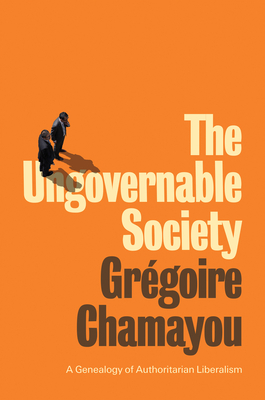 The
Ungovernable
Society
Grégoire
Chamayou
A Genealogy of Authoritarian Liberalism